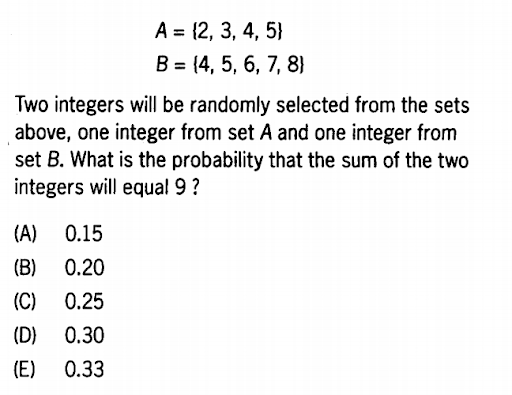 A = {2, 3, 4, 5}
B = {4, 5, 6, 7, 8}
Two integers will be randomly selected from the sets
above, one integer from set A and one integer from
set B. What is the probability that the sum of the two
integers will equal 9 ?
(A) 0.15
(B) 0.20
(C) 0.25
(D) 0.30
(E) 0.33